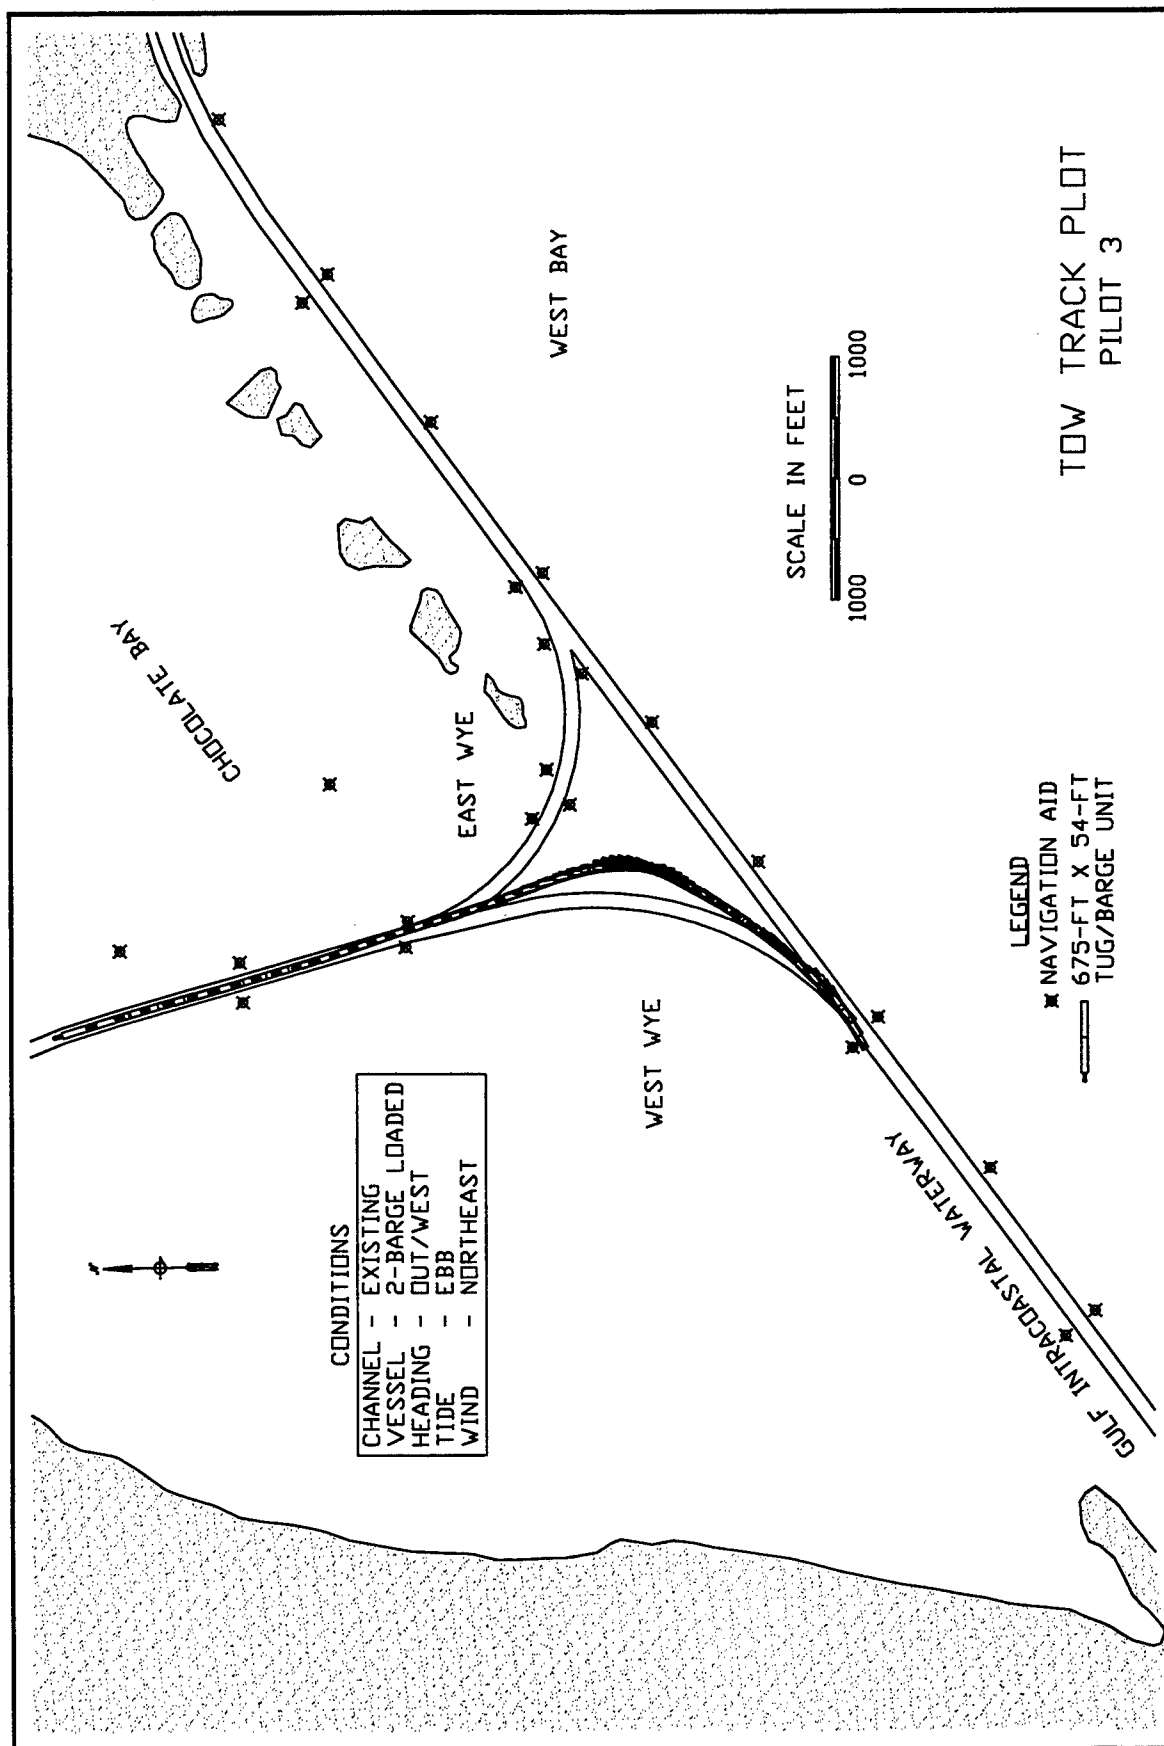 CHOCOLATE BAY
EAST WYE
WEST BAY
WEST WYE
GULF INTRACOASTAL WATERWAY
N
CONDITIONS
CHANNEL - EXISTING
VESSEL - 2-BARGE LOADED
HEADING - OUT/WEST
TIDE - EBB
WIND - NORTHEAST
SCALE IN FEET
1000 0 1000
LEGEND
NAVIGATION AID
675-FT X 54-FT
TUG/BARGE UNIT
TOW TRACK PLOT
PILOT 3